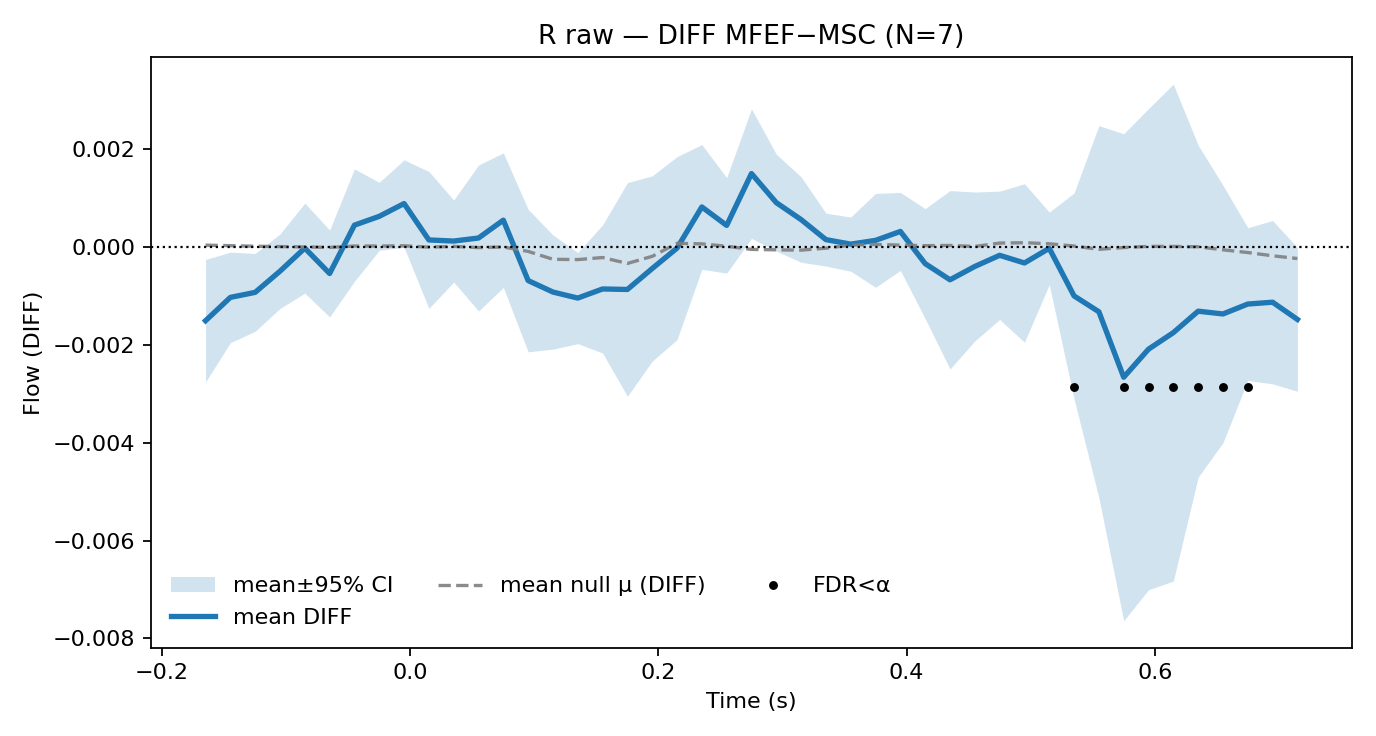 R raw — DIFF MFEF−MSC (N=7)
Flow (DIFF)
0.002
0.000
−0.002
−0.004
−0.006
−0.008
mean±95% CI
mean DIFF
mean null μ (DIFF)
FDR<α
−0.2
0.0
0.2
0.4
0.6
Time (s)